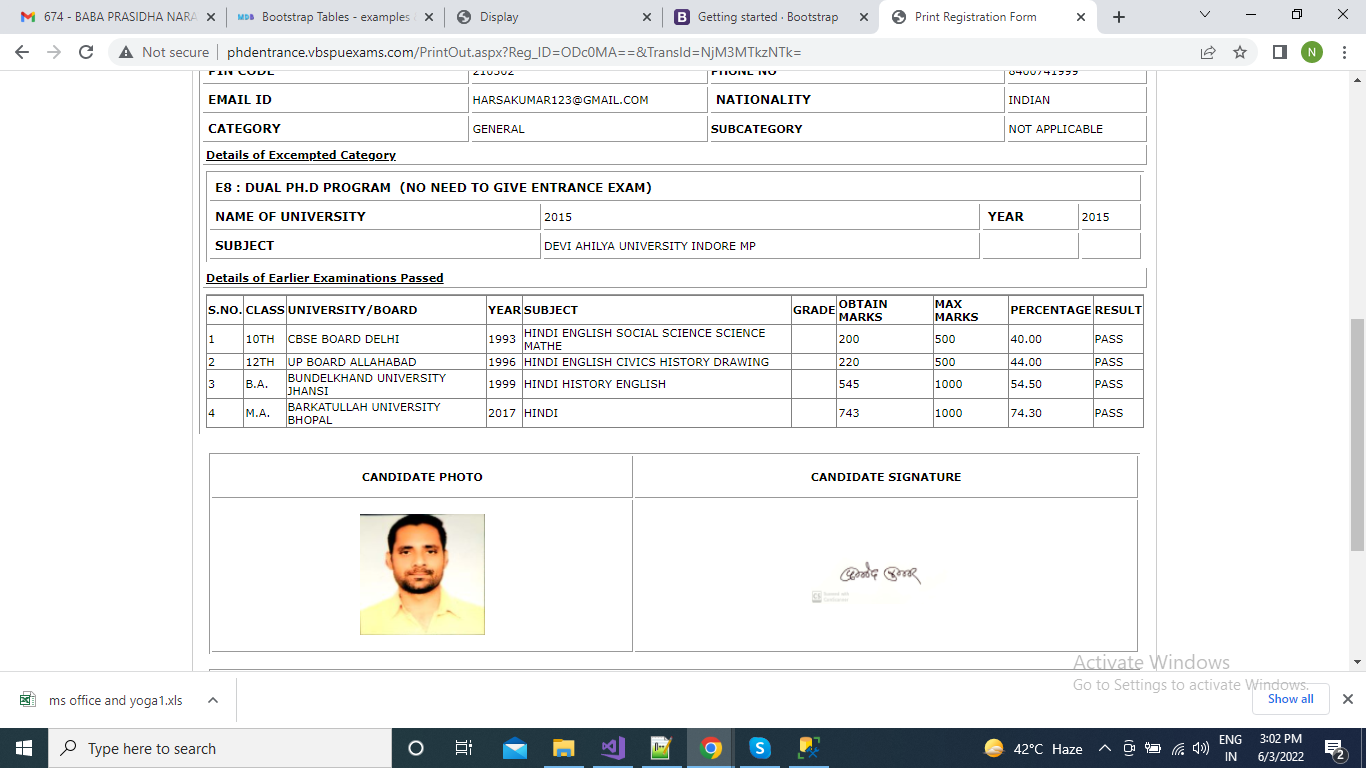 674 - BABA PRASIDHA NARA
Bootstrap Tables - examples
Display
Getting started · Bootstrap
Print Registration Form
Not secure
phdentrance.vbspuexams.com/PrintOut.aspx?Reg_ID=ODc0MA==&TransId=NjM3MTkzNTk=
N
PIN CODE 210502 PHONE NO 8400741999
EMAIL ID HARSAKUMAR123@GMAIL.COM NATIONALITY INDIAN
CATEGORY GENERAL SUBCATEGORY NOT APPLICABLE
Details of Excempted Category
E8 : DUAL PH.D PROGRAM (NO NEED TO GIVE ENTRANCE EXAM)
NAME OF UNIVERSITY 2015 YEAR 2015
SUBJECT DEVI AHILYA UNIVERSITY INDORE MP
Details of Earlier Examinations Passed
S.NO. CLASS UNIVERSITY/BOARD YEAR SUBJECT GRADE OBTAIN MARKS MAX MARKS PERCENTAGE RESULT
1 10TH CBSE BOARD DELHI 1993 HINDI ENGLISH SOCIAL SCIENCE SCIENCE MATHE 200 500 40.00 PASS
2 12TH UP BOARD ALLAHABAD 1996 HINDI ENGLISH CIVICS HISTORY DRAWING 220 500 44.00 PASS
3 B.A. BUNDELKHAND UNIVERSITY JHANSI 1999 HINDI HISTORY ENGLISH 545 1000 54.50 PASS
4 M.A. BARKATULLAH UNIVERSITY BHOPAL 2017 HINDI 743 1000 74.30 PASS
CANDIDATE PHOTO CANDIDATE SIGNATURE
Activate Windows
Go to Settings to activate Windows.
ms office and yoga1.xls
Show all
Type here to search
42°C Haze
ENG
IN
3:02 PM
6/3/2022
2